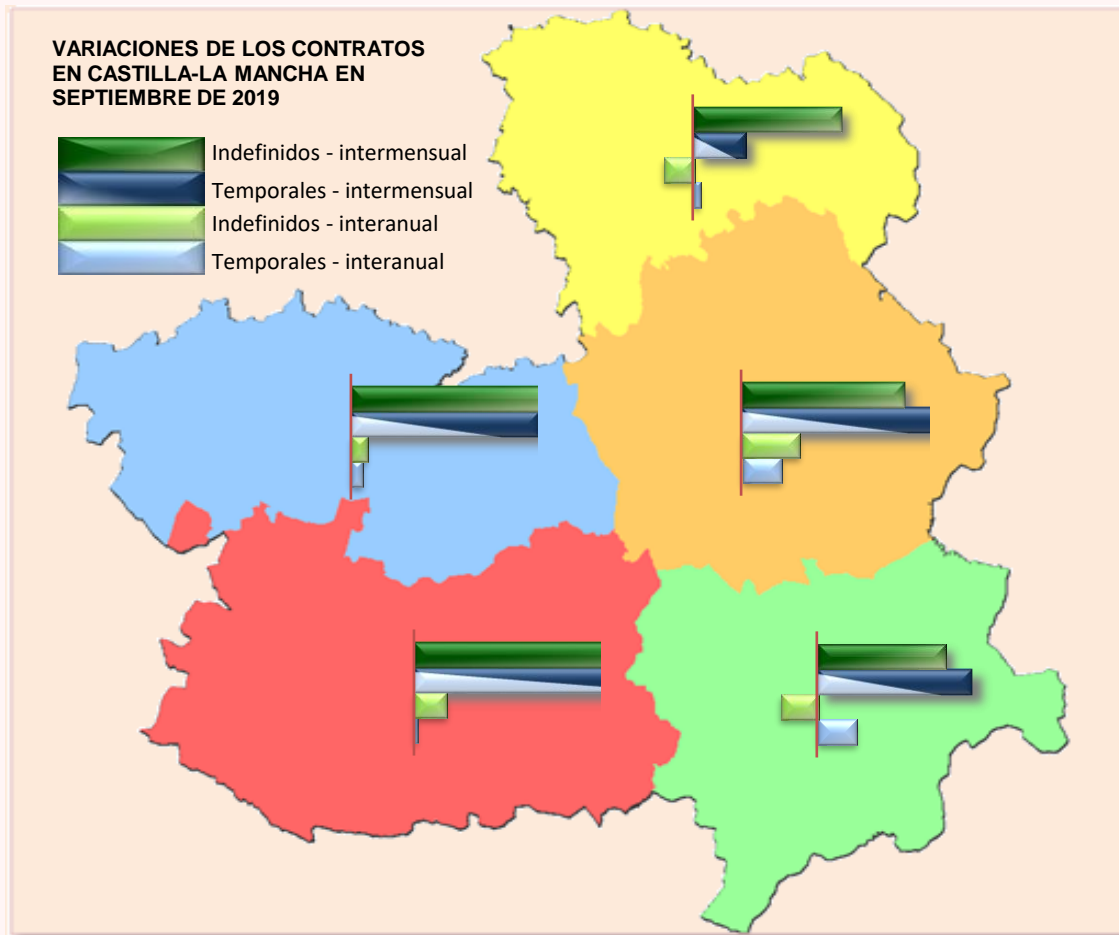 VARIACIONES DE LOS CONTRATOS
EN CASTILLA-LA MANCHA EN
SEPTIEMBRE DE 2019
Indefinidos - intermensual
Temporales - intermensual
Indefinidos - interanual
Temporales - interanual